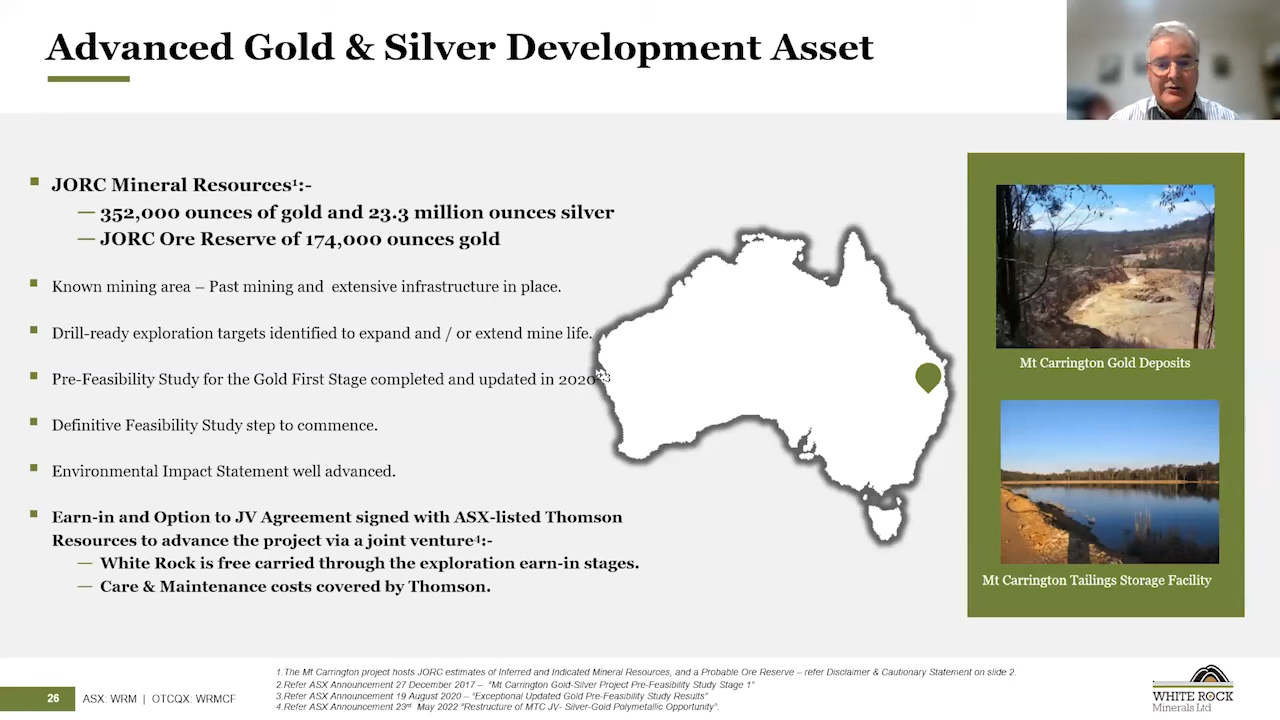 Advanced Gold & Silver Development Asset
JORC Mineral Resources¹:-
— 352,000 ounces of gold and 23.3 million ounces silver
— JORC Ore Reserve of 174,000 ounces gold
Known mining area – Past mining and extensive infrastructure in place.
Drill-ready exploration targets identified to expand and / or extend mine life.
Pre-Feasibility Study for the Gold First Stage completed and updated in 2020²,³
Definitive Feasibility Study step to commence.
Environmental Impact Statement well advanced.
Earn-in and Option to JV Agreement signed with ASX-listed Thomson
Resources to advance the project via a joint venture⁴:-
— White Rock is free carried through the exploration earn-in stages.
— Care & Maintenance costs covered by Thomson.
Mt Carrington Gold Deposits
Mt Carrington Tailings Storage Facility
26
ASX: WRM | OTCQX: WRMCF
1.The Mt Carrington project hosts JORC estimates of Inferred and Indicated Mineral Resources, and a Probable Ore Reserve – refer Disclaimer & Cautionary Statement on slide 2.
2.Refer ASX Announcement 27 December 2017 – "Mt Carrington Gold-Silver Project Pre-Feasibility Study Stage 1"
3.Refer ASX Announcement 19 August 2020 – "Exceptional Updated Gold Pre-Feasibility Study Results"
4.Refer ASX Announcement 23rd May 2022 "Restructure of MTC JV- Silver-Gold Polymetallic Opportunity".
WHITE ROCK
Minerals Ltd